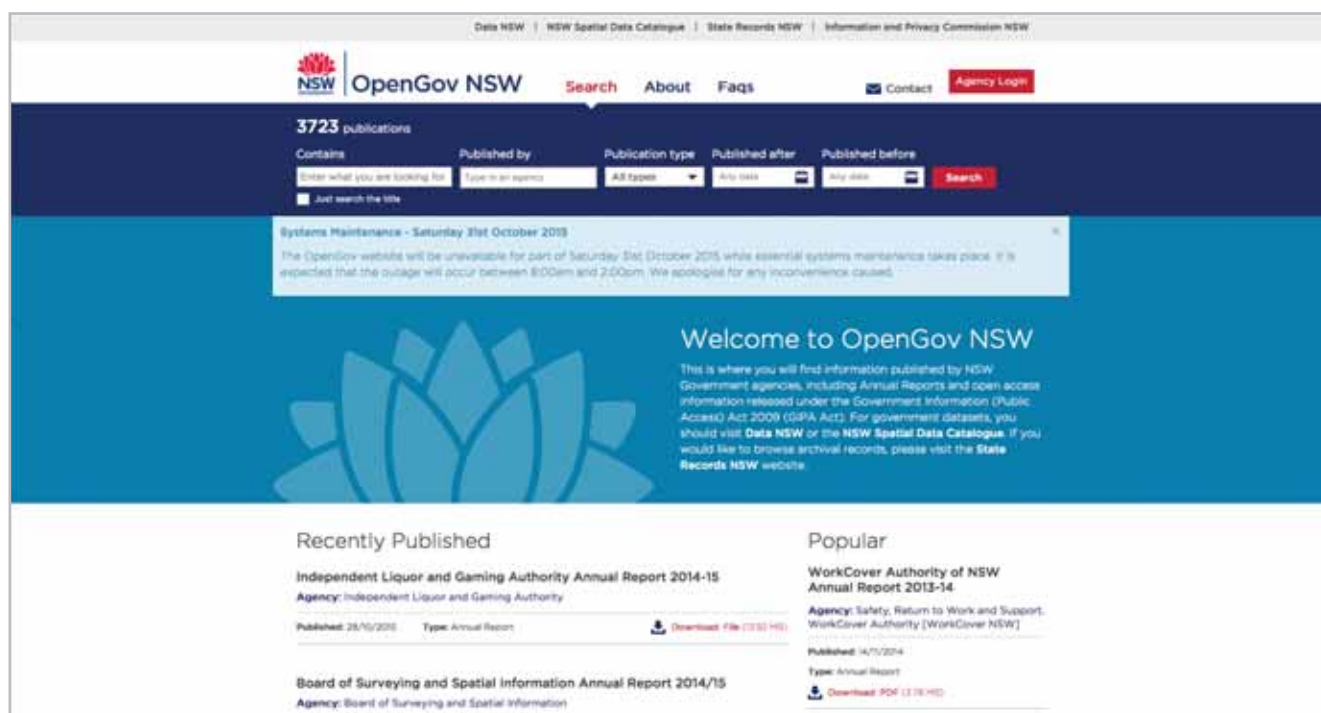 Data NSW | NSW Spatial Data Catalogue | State Records NSW | Information and Privacy Commission NSW
NSW
OpenGov NSW
Search About Faqs
Contact
Agency Login
3723 publications
Contains Published by Publication type Published after Published before
Enter what you are looking for Type in an agency All types Any date Any date Search
Just search the title
Systems Maintenance - Saturday 31st October 2015 ×
The OpenGov website will be unavailable for part of Saturday 31st October 2015 while essential systems maintenance takes place. It is
expected that the outage will occur between 8:00am and 2:00pm. We apologise for any inconvenience caused.
Welcome to OpenGov NSW
This is where you will find information published by NSW
Government agencies, including Annual Reports and open access
information released under the Government Information (Public
Access) Act 2009 (GIPA Act). For government datasets, you
should visit Data NSW or the NSW Spatial Data Catalogue. If you
would like to browse archival records, please visit the State
Records NSW website.
Recently Published
Independent Liquor and Gaming Authority Annual Report 2014-15
Agency: Independent Liquor and Gaming Authority
Published: 28/10/2015 Type: Annual Report Download: File
Board of Surveying and Spatial Information Annual Report 2014/15
Agency: Board of Surveying and Spatial Information
Popular
WorkCover Authority of NSW
Annual Report 2013-14
Agency: Safety, Return to Work and Support,
WorkCover Authority [WorkCover NSW]
Published: 14/11/2014
Type: Annual Report
Download: PDF